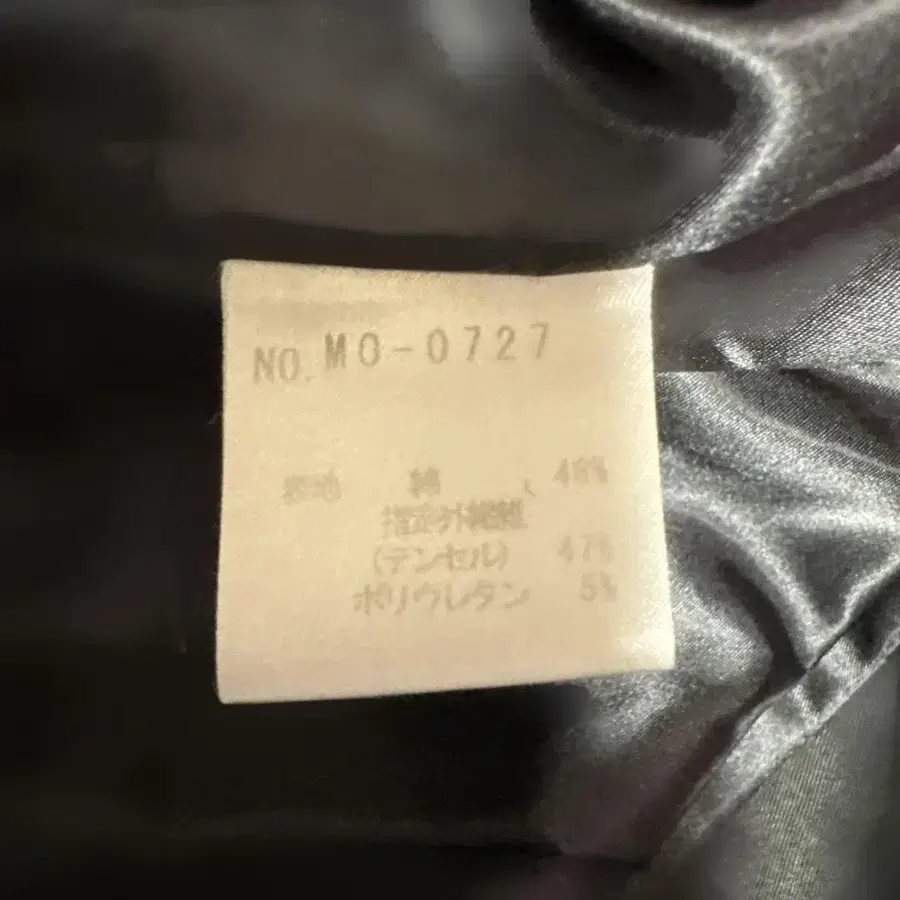 NO. MO-0727
表地 綿 48%
指定外繊維
(テンセル) 47%
ポリウレタン 5%